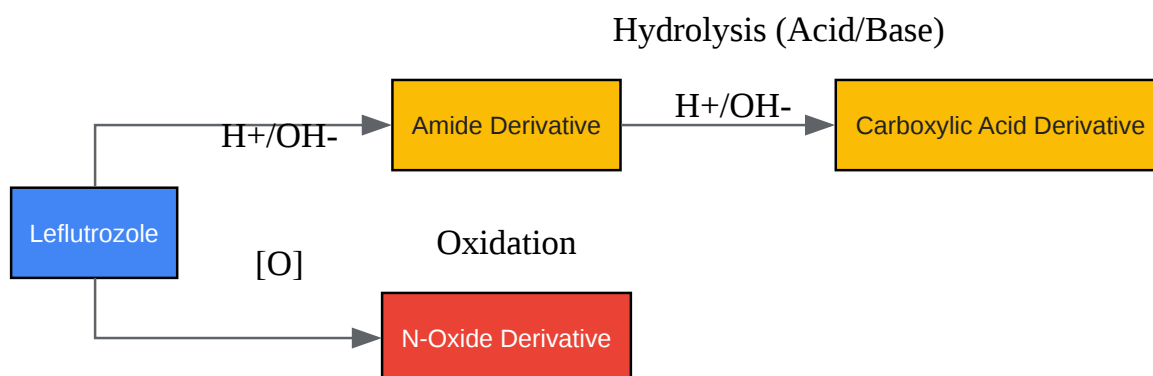 Hydrolysis (Acid/Base)
H+/OH-
Amide Derivative
H+/OH-
Carboxylic Acid Derivative
Leflutrozole
Oxidation
[O]
N-Oxide Derivative